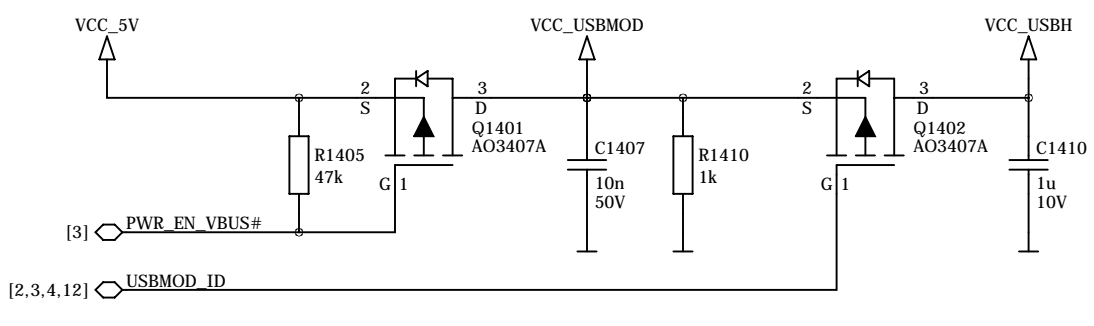 VCC_5V
VCC_USBMOD
VCC_USBH
2
S
3
D
Q1401
AO3407A
G 1
R1405
47k
C1407
10n
50V
R1410
1k
2
S
3
D
Q1402
AO3407A
G 1
C1410
1u
10V
[3] PWR_EN_VBUS#
[2,3,4,12] USBMOD_ID